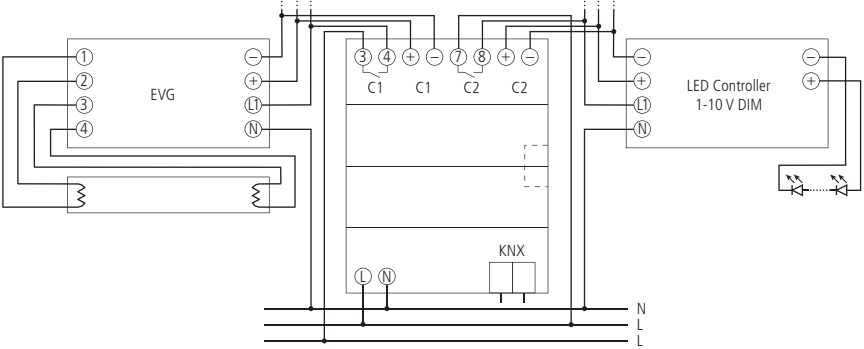 3 4 + − 7 8 + −
C1 C1 C2 C2
1 −
2 +
3 L1
4 N
EVG
− −
+ +
L1
N
LED Controller
1-10 V DIM
KNX
L N
N
L
L